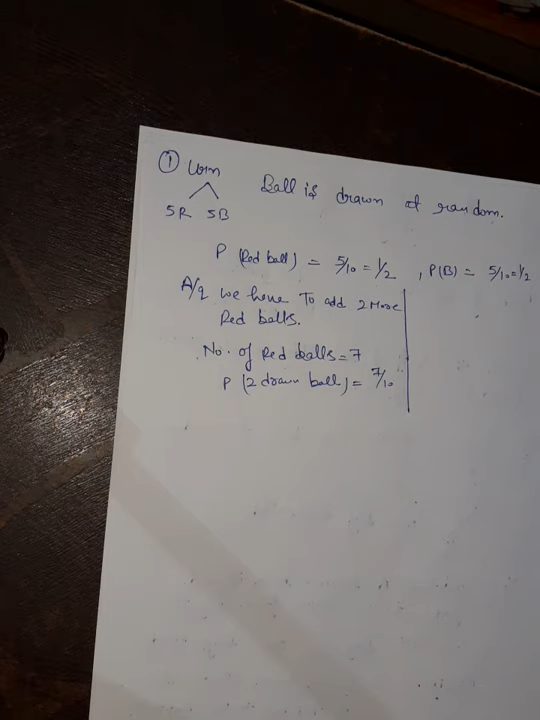 ① Urn Ball is drawn at random.
5R 5B
P (Red ball) = 5/10 = 1/2 , P(B) = 5/10 = 1/2
A/q we have To add 2 More
Red balls.
No. of Red balls = 7
P (2 drawn ball) = 7/10